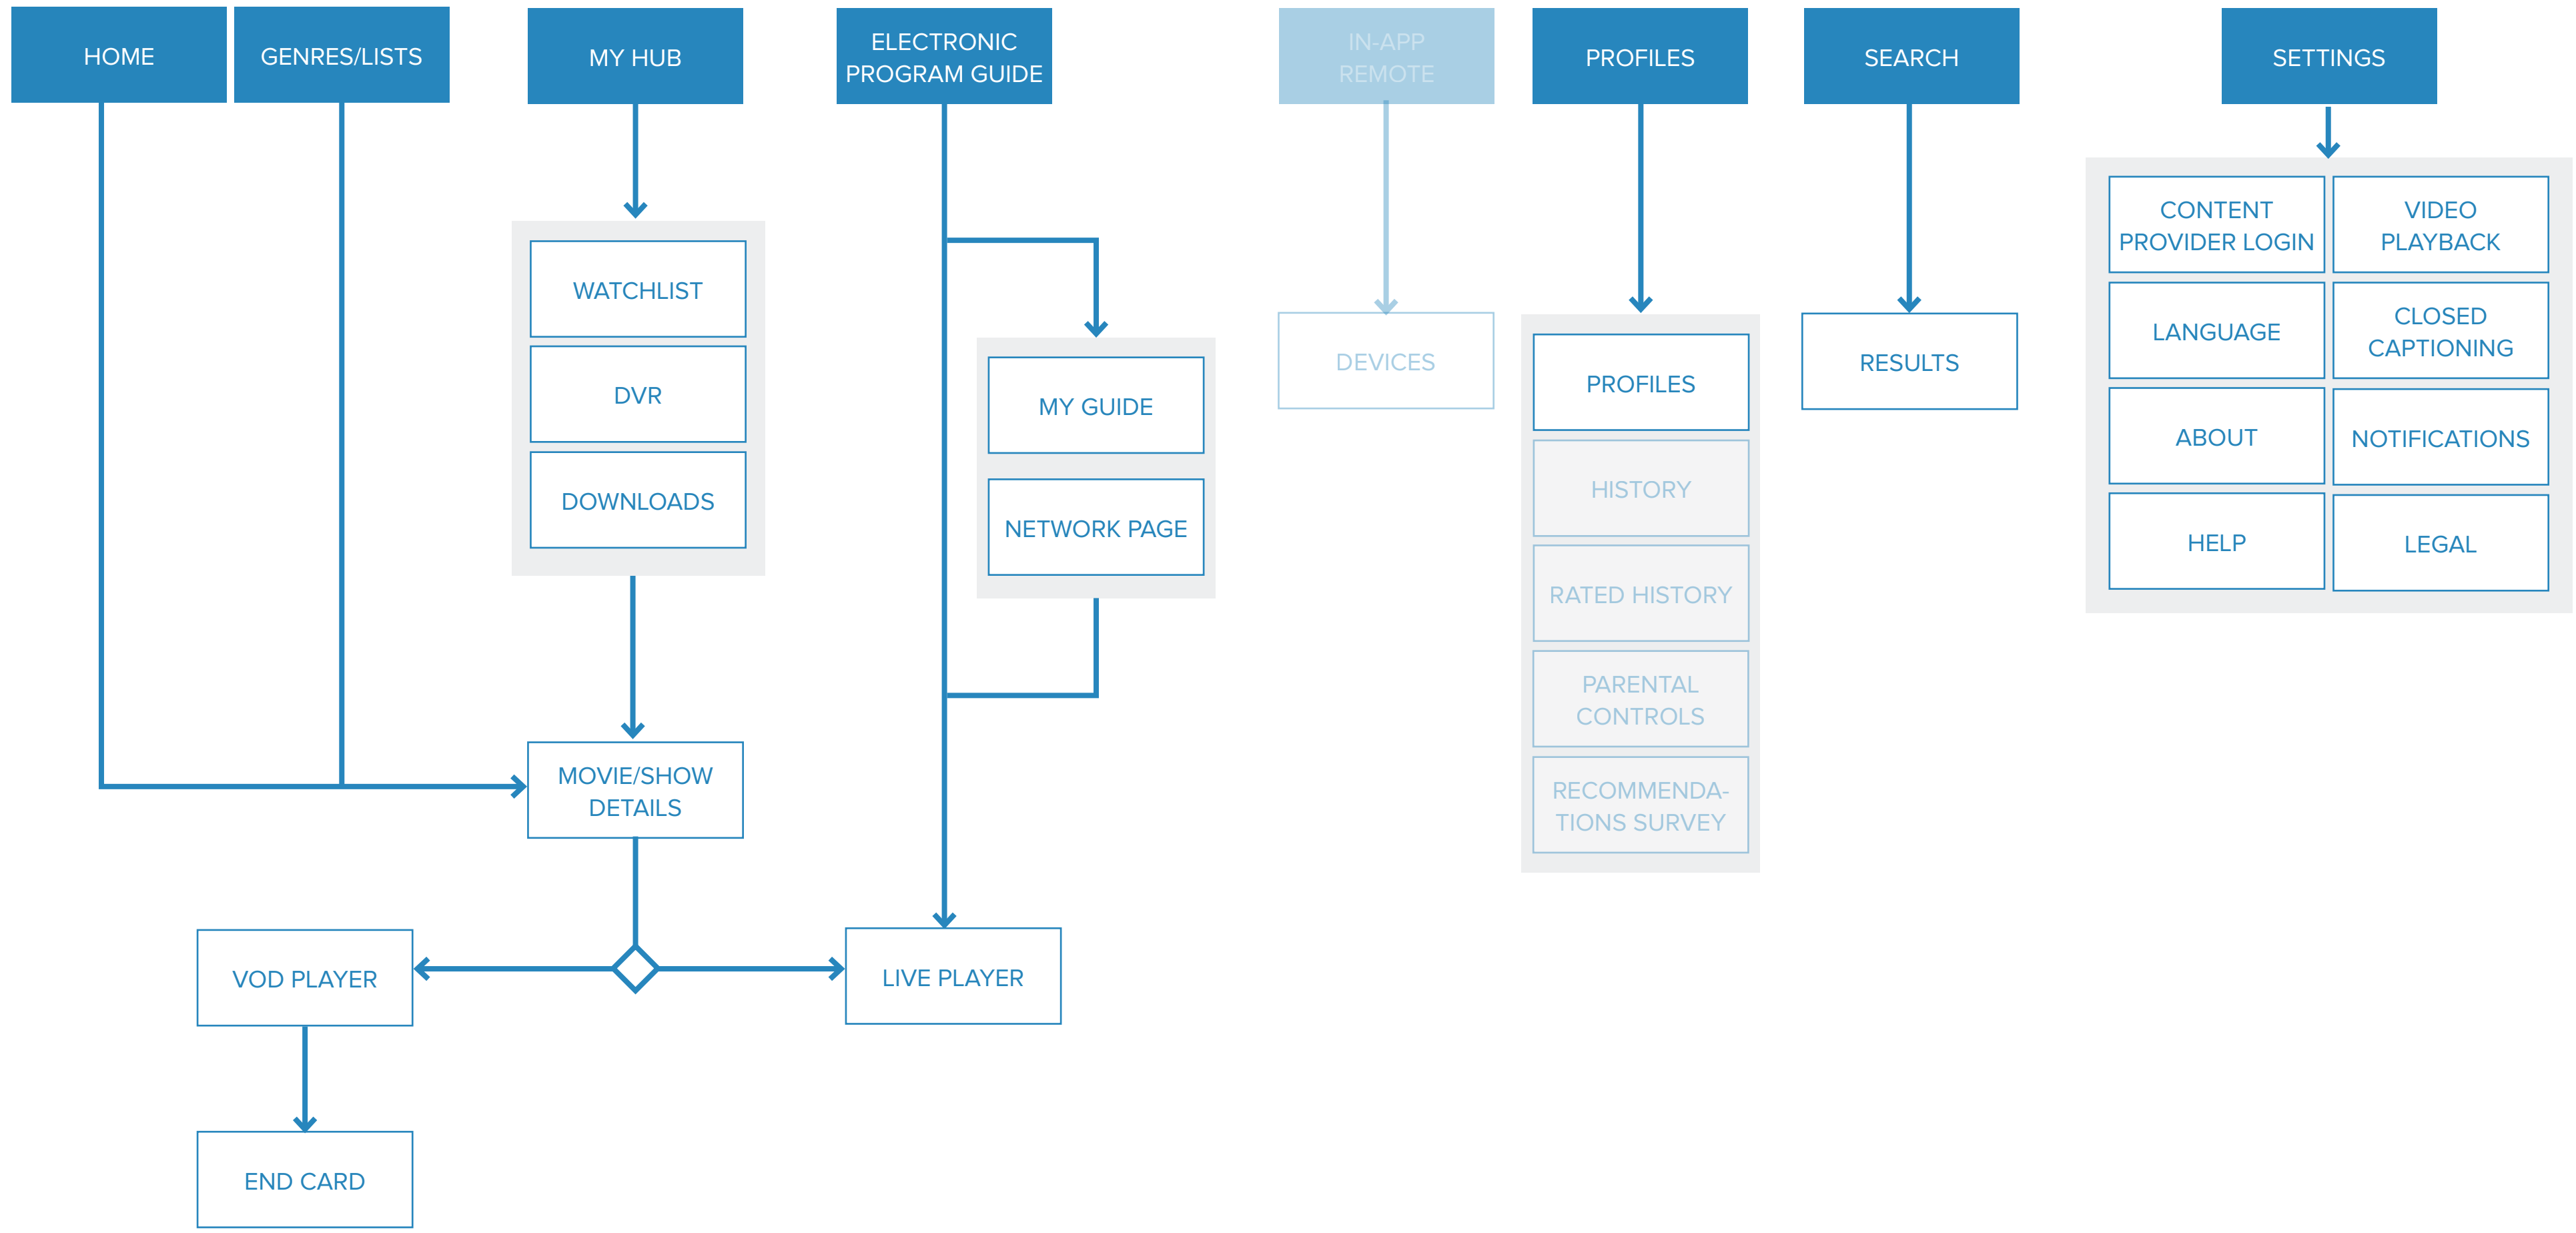 HOME
GENRES/LISTS
MY HUB
ELECTRONIC
PROGRAM GUIDE
IN-APP
REMOTE
PROFILES
SEARCH
SETTINGS
WATCHLIST
DVR
DOWNLOADS
MY GUIDE
NETWORK PAGE
DEVICES
PROFILES
HISTORY
RATED HISTORY
PARENTAL
CONTROLS
RECOMMENDA-
TIONS SURVEY
RESULTS
CONTENT
PROVIDER LOGIN
VIDEO
PLAYBACK
LANGUAGE
CLOSED
CAPTIONING
ABOUT
NOTIFICATIONS
HELP
LEGAL
MOVIE/SHOW
DETAILS
VOD PLAYER
LIVE PLAYER
END CARD